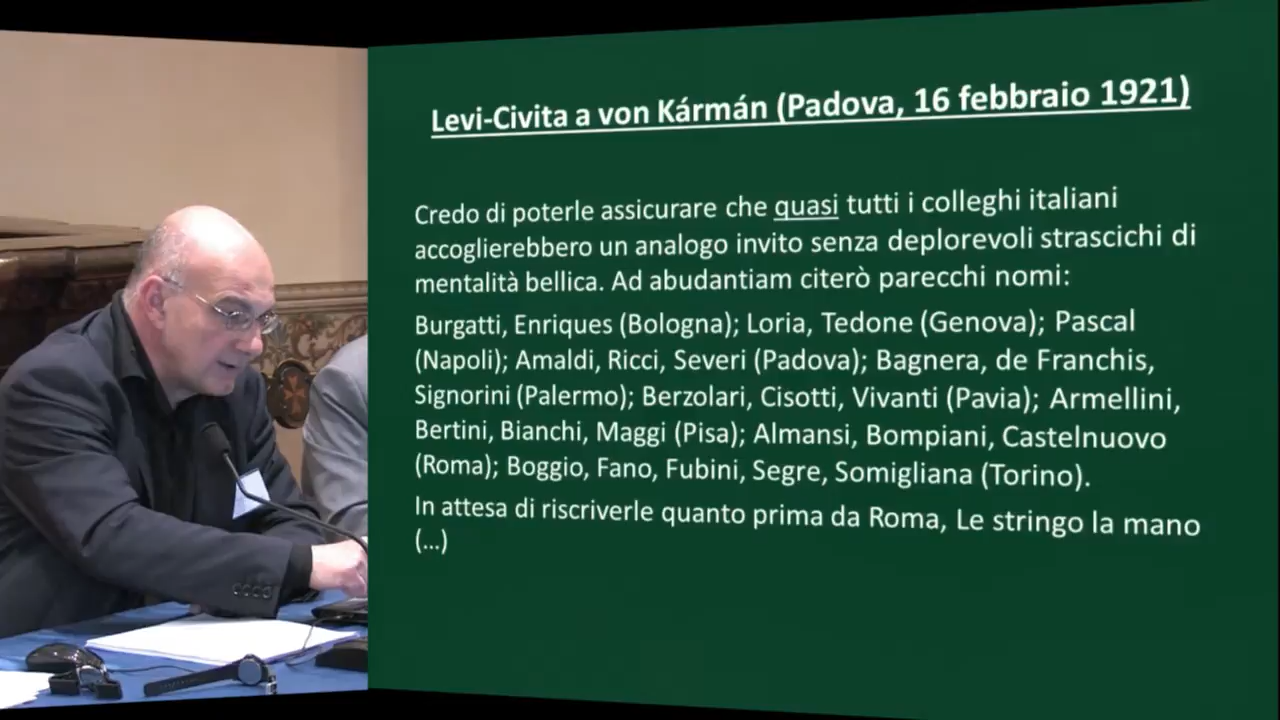 Levi-Civita a von Kármán (Padova, 16 febbraio 1921)
Credo di poterle assicurare che quasi tutti i colleghi italiani
accoglierebbero un analogo invito senza deplorevoli strascichi di
mentalità bellica. Ad abudantiam citerò parecchi nomi:
Burgatti, Enriques (Bologna); Loria, Tedone (Genova); Pascal
(Napoli); Amaldi, Ricci, Severi (Padova); Bagnera, de Franchis,
Signorini (Palermo); Berzolari, Cisotti, Vivanti (Pavia); Armellini,
Bertini, Bianchi, Maggi (Pisa); Almansi, Bompiani, Castelnuovo
(Roma); Boggio, Fano, Fubini, Segre, Somigliana (Torino).
In attesa di riscriverle quanto prima da Roma, Le stringo la mano
(...)